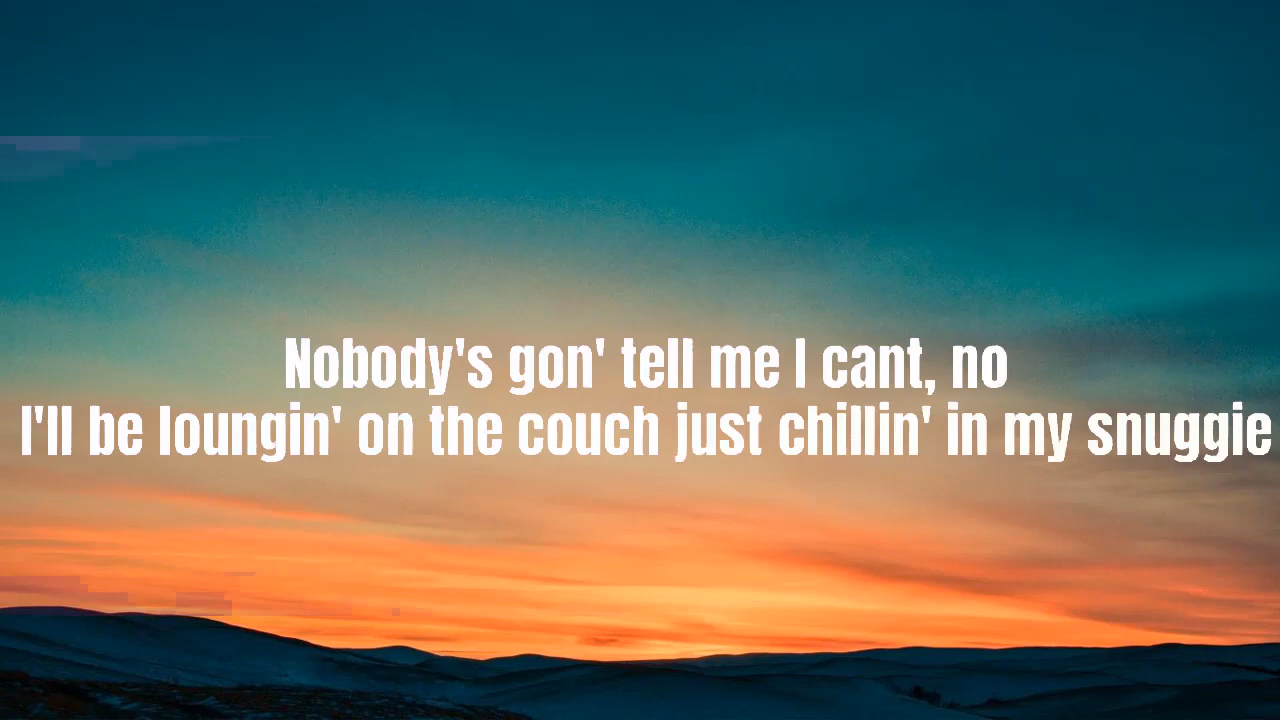 Nobody's gon' tell me I cant, no
I'll be loungin' on the couch just chillin' in my snuggie